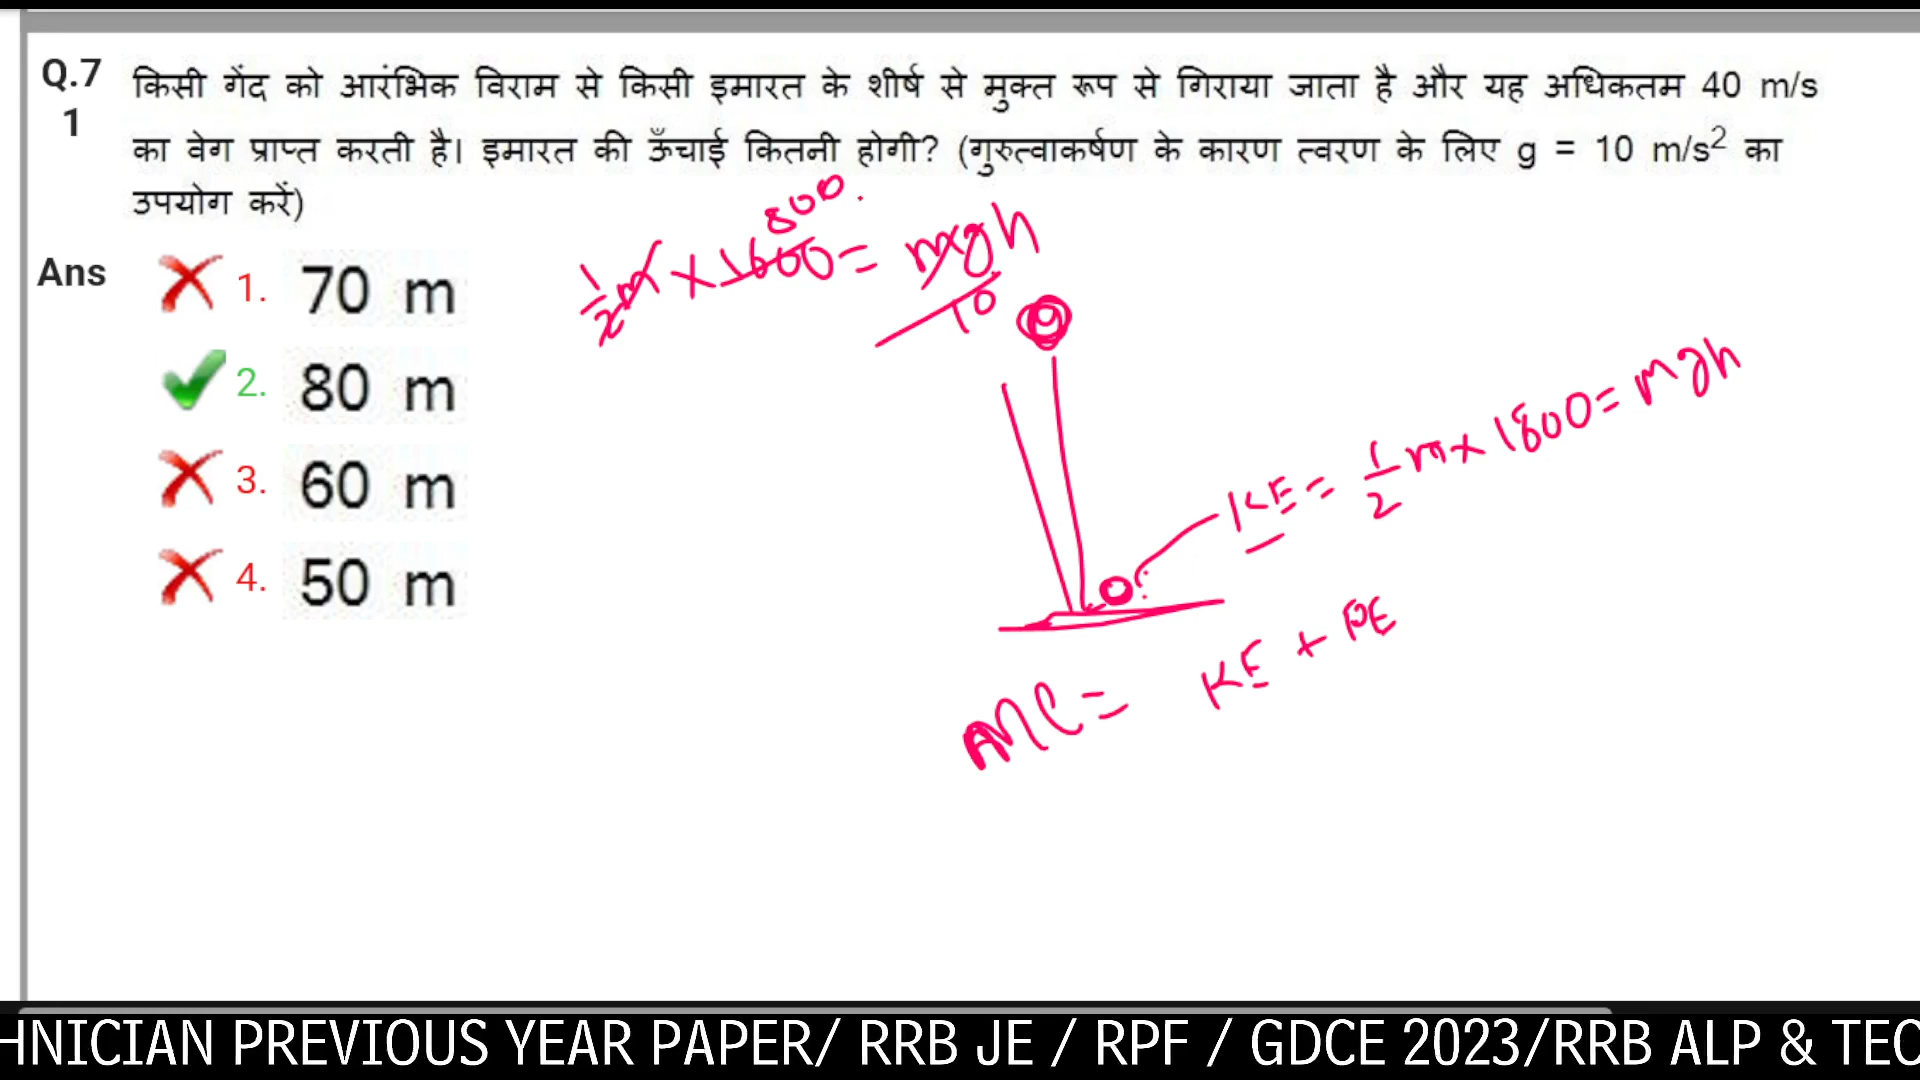 Q.7
1
किसी गेंद को आरंभिक विराम से किसी इमारत के शीर्ष से मुक्त रूप से गिराया जाता है और यह अधिकतम 40 m/s
का वेग प्राप्त करती है। इमारत की ऊँचाई कितनी होगी? (गुरुत्वाकर्षण के कारण त्वरण के लिए g = 10 m/s² का
उपयोग करें)
800.
1/2 m x 1600 = mgh
10
Ans
1. 70 m
2. 80 m
3. 60 m
4. 50 m
KE = 1/2 m x 1800 = mgh
KE + PE
HNICIAN PREVIOUS YEAR PAPER/ RRB JE / RPF / GDCE 2023/RRB ALP & TEC